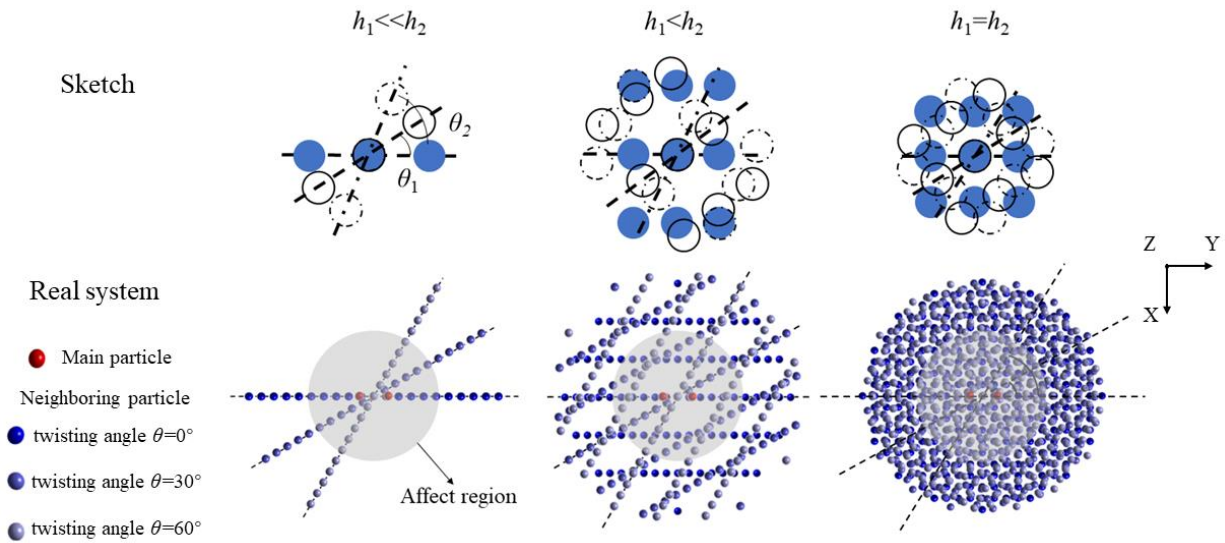 h₁<<h₂
h₁<h₂
h₁=h₂
Sketch
θ₂
θ₁
Z
Y
X
Real system
Main particle
Neighboring particle
twisting angle θ=0°
twisting angle θ=30°
twisting angle θ=60°
Affect region